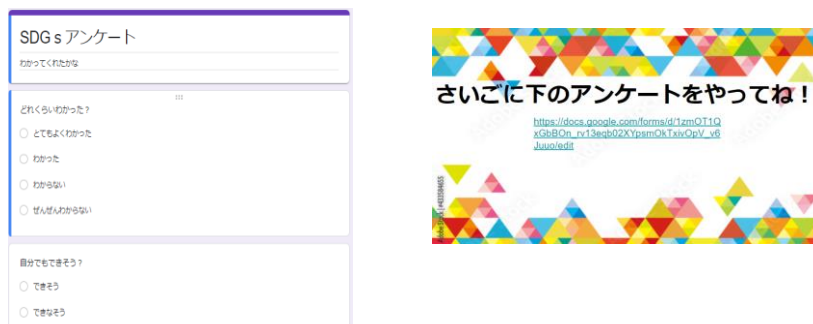 SDGｓアンケート
わかってくれたかな
どれくらいわかった？
とてもよくわかった
わかった
わからない
ぜんぜんわからない
自分でもできそう？
できそう
できなそう
さいごに下のアンケートをやってね！
https://docs.google.com/forms/d/1zmOT1Q
xGbBOn_rv13eqb02XYpsmOkTxivOpV_v6
Juuo/edit